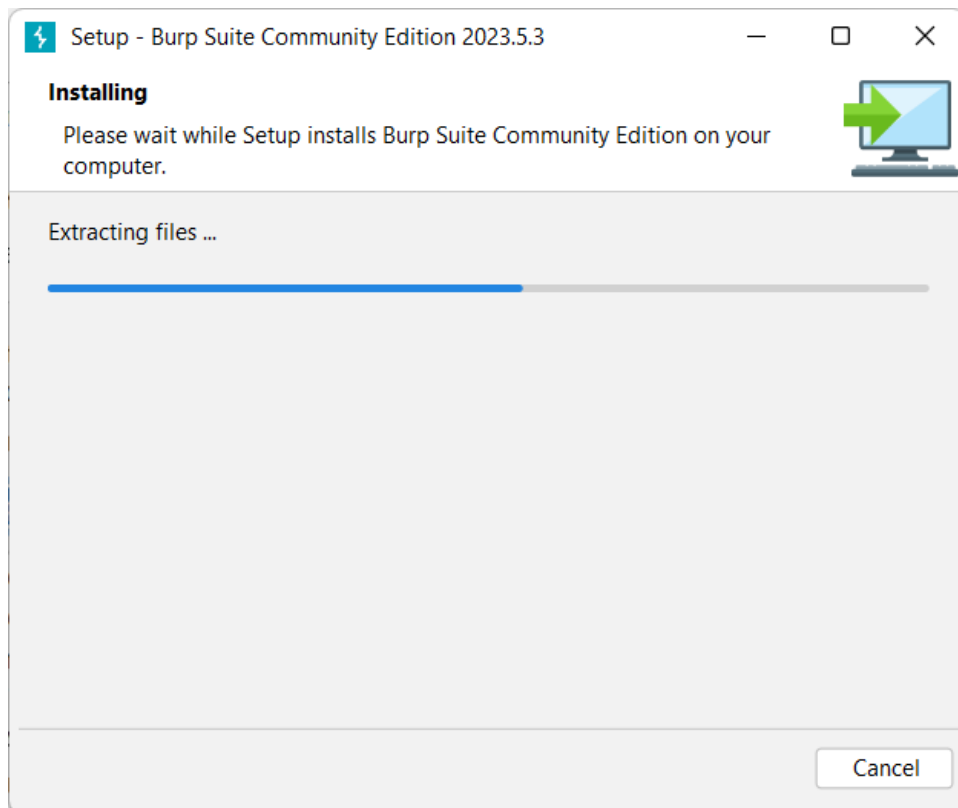 Setup - Burp Suite Community Edition 2023.5.3
Installing
Please wait while Setup installs Burp Suite Community Edition on your
computer.
Extracting files ...
Cancel